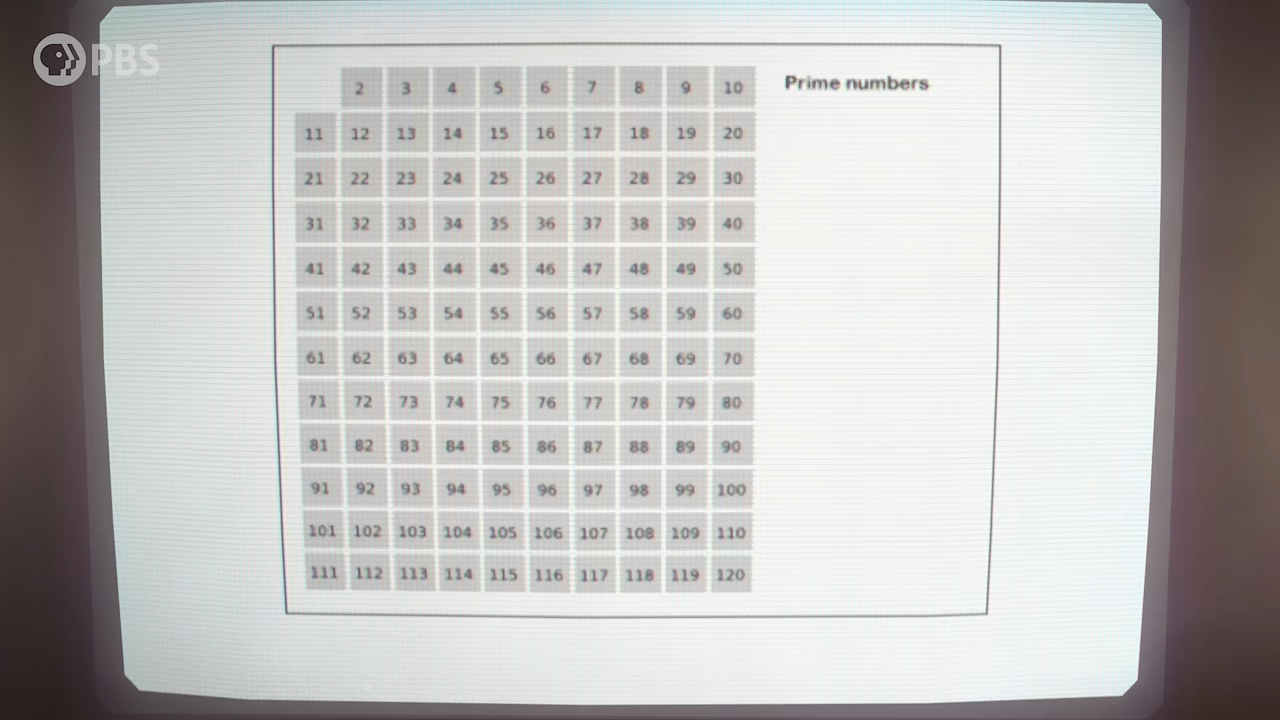 PBS
2 3 4 5 6 7 8 9 10 Prime numbers
11 12 13 14 15 16 17 18 19 20
21 22 23 24 25 26 27 28 29 30
31 32 33 34 35 36 37 38 39 40
41 42 43 44 45 46 47 48 49 50
51 52 53 54 55 56 57 58 59 60
61 62 63 64 65 66 67 68 69 70
71 72 73 74 75 76 77 78 79 80
81 82 83 84 85 86 87 88 89 90
91 92 93 94 95 96 97 98 99 100
101 102 103 104 105 106 107 108 109 110
111 112 113 114 115 116 117 118 119 120